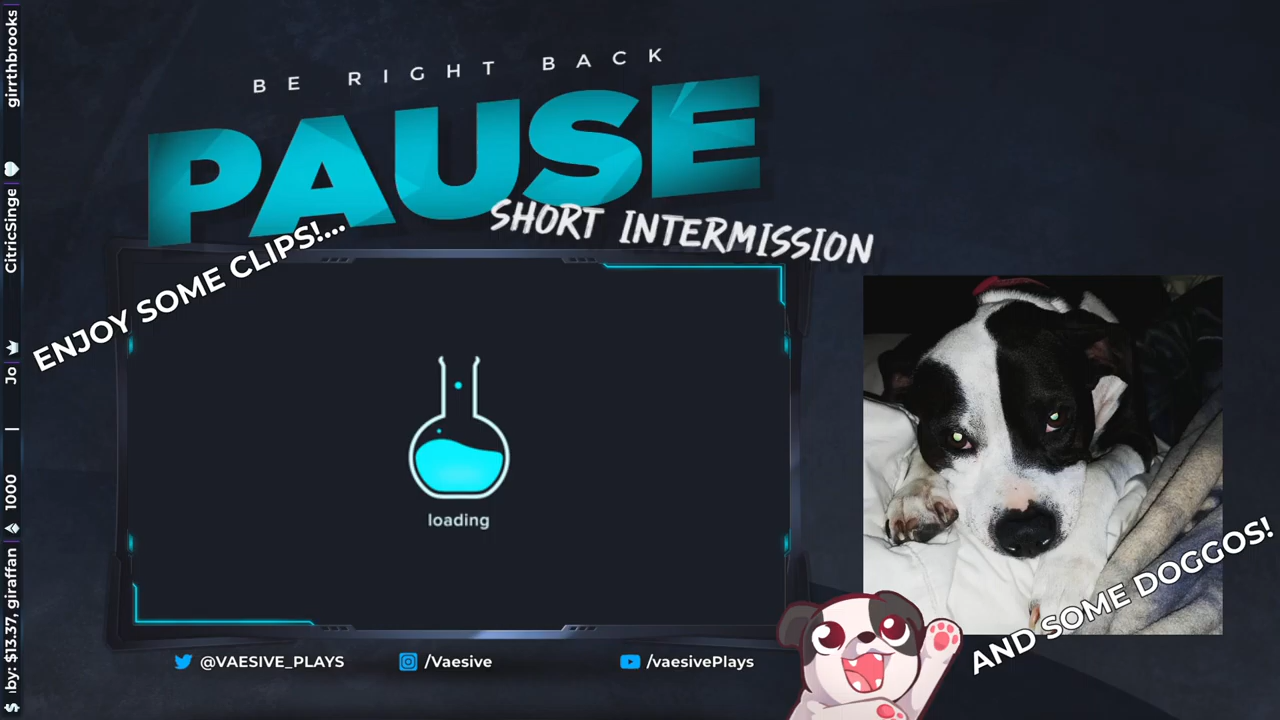 BE RIGHT BACK
PAUSE
SHORT INTERMISSION
ENJOY SOME CLIPS!...
loading
AND SOME DOGGOS!
@VAESIVE_PLAYS
/Vaesive
/vaesivePlays
by: $13.37, giraffan
1000
|
Jo
CitricSinge
girrthbrooks